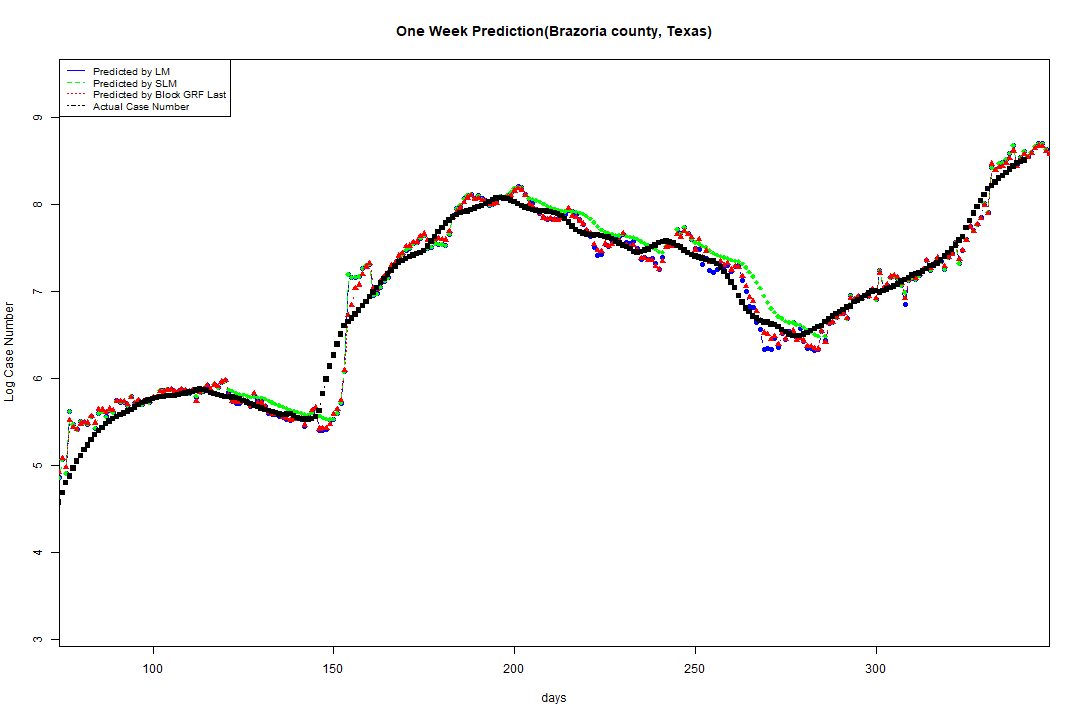 One Week Prediction(Brazoria county, Texas)
Predicted by LM
Predicted by SLM
Predicted by Block GRF Last
Actual Case Number
9
8
7
6
5
4
3
Log Case Number
100 150 200 250 300
days